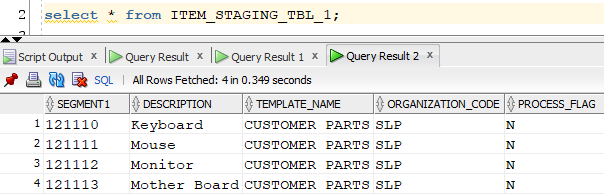 2 select * from ITEM_STAGING_TBL_1;
Script Output x Query Result x Query Result 1 x Query Result 2 x
SQL | All Rows Fetched: 4 in 0.349 seconds
SEGMENT1 DESCRIPTION TEMPLATE_NAME ORGANIZATION_CODE PROCESS_FLAG
1 121110 Keyboard CUSTOMER PARTS SLP N
2 121111 Mouse CUSTOMER PARTS SLP N
3 121112 Monitor CUSTOMER PARTS SLP N
4 121113 Mother Board CUSTOMER PARTS SLP N